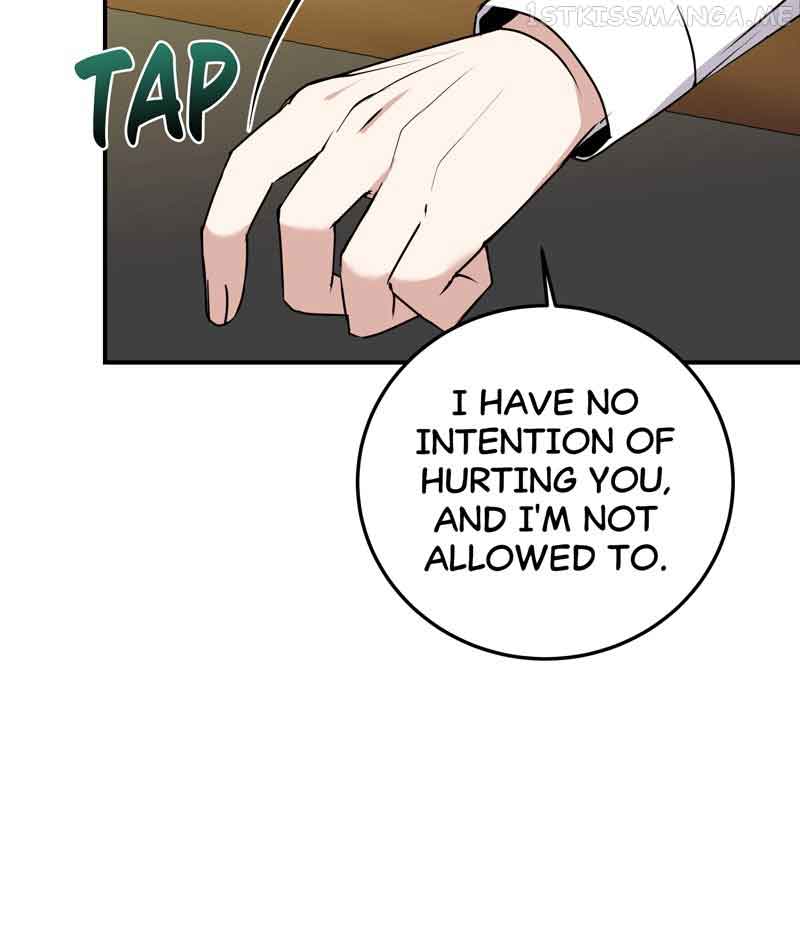 1STKISSMANGA.ME
TAP
I HAVE NO
INTENTION OF
HURTING YOU,
AND I'M NOT
ALLOWED TO.